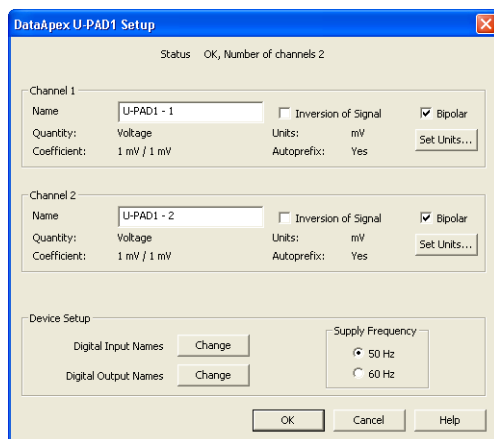 DataApex U-PAD1 Setup
Status OK, Number of channels 2
Channel 1
Name U-PAD1 - 1 Inversion of Signal Bipolar
Quantity: Voltage Units: mV Set Units...
Coefficient: 1 mV / 1 mV Autoprefix: Yes
Channel 2
Name U-PAD1 - 2 Inversion of Signal Bipolar
Quantity: Voltage Units: mV Set Units...
Coefficient: 1 mV / 1 mV Autoprefix: Yes
Device Setup
Supply Frequency
Digital Input Names Change 50 Hz
Digital Output Names Change 60 Hz
OK Cancel Help